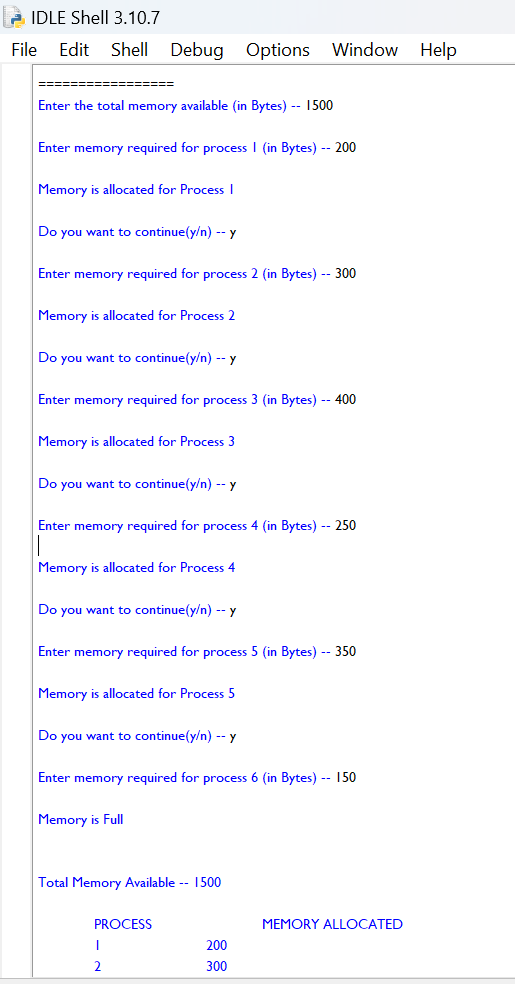 IDLE Shell 3.10.7
File Edit Shell Debug Options Window Help
=================
Enter the total memory available (in Bytes) -- 1500
Enter memory required for process 1 (in Bytes) -- 200
Memory is allocated for Process 1
Do you want to continue(y/n) -- y
Enter memory required for process 2 (in Bytes) -- 300
Memory is allocated for Process 2
Do you want to continue(y/n) -- y
Enter memory required for process 3 (in Bytes) -- 400
Memory is allocated for Process 3
Do you want to continue(y/n) -- y
Enter memory required for process 4 (in Bytes) -- 250
Memory is allocated for Process 4
Do you want to continue(y/n) -- y
Enter memory required for process 5 (in Bytes) -- 350
Memory is allocated for Process 5
Do you want to continue(y/n) -- y
Enter memory required for process 6 (in Bytes) -- 150
Memory is Full
Total Memory Available -- 1500
PROCESS MEMORY ALLOCATED
1 200
2 300